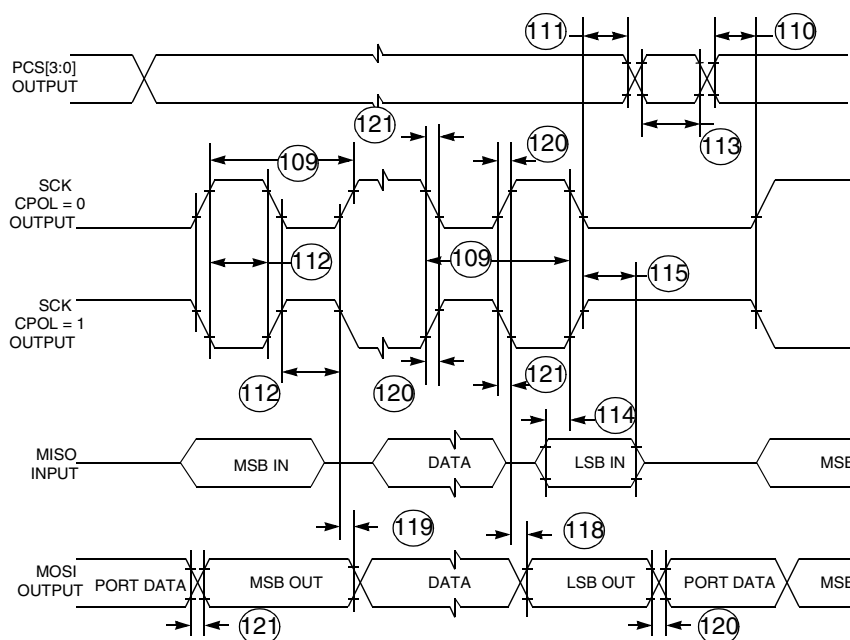 111
110
PCS[3:0]
OUTPUT
121
120
113
109
SCK
CPOL = 0
OUTPUT
112
109
115
SCK
CPOL = 1
OUTPUT
112
120
121
114
MISO
INPUT
MSB IN
DATA
LSB IN
MSB
119
118
MOSI
OUTPUT
PORT DATA
MSB OUT
DATA
LSB OUT
PORT DATA
MSB
121
120